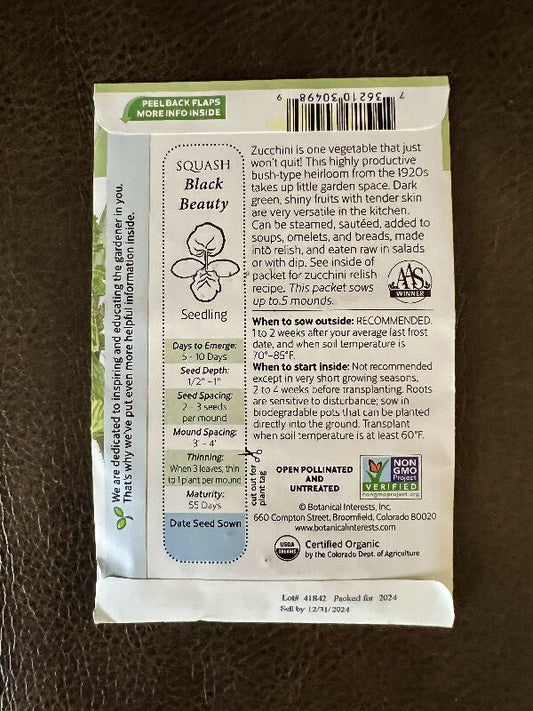 PEEL BACK FLAPS
MORE INFO INSIDE
7 36210 30498 9
We are dedicated to inspiring and educating the gardener in you.
That's why we've put even more helpful information inside.
SQUASH
Black
Beauty
Seedling
Days to Emerge:
5 - 10 Days
Seed Depth:
1/2" - 1"
Seed Spacing:
2 - 3 seeds
per mound
Mound Spacing:
3' - 4'
Thinning:
When 3 leaves, thin
to 1 plant per mound
Maturity:
55 Days
Date Seed Sown
cut out for
plant tag
Zucchini is one vegetable that just
won't quit! This highly productive
bush-type heirloom from the 1920s
takes up little garden space. Dark
green, shiny fruits with tender skin
are very versatile in the kitchen.
Can be steamed, sautéed, added to
soups, omelets, and breads, made
into relish, and eaten raw in salads
or with dip. See inside of
packet for zucchini relish
recipe. This packet sows
up to 5 mounds.
AAS
WINNER
When to sow outside: RECOMMENDED.
1 to 2 weeks after your average last frost
date, and when soil temperature is
70°–85°F.
When to start inside: Not recommended
except in very short growing seasons,
2 to 4 weeks before transplanting. Roots
are sensitive to disturbance; sow in
biodegradable pots that can be planted
directly into the ground. Transplant
when soil temperature is at least 60°F.
OPEN POLLINATED
AND
UNTREATED
NON
GMO
Project
VERIFIED
nongmoproject.org
© Botanical Interests, Inc.
660 Compton Street, Broomfield, Colorado 80020
www.botanicalinterests.com
USDA
ORGANIC
Certified Organic
by the Colorado Dept. of Agriculture
Lot# 41842 Packed for 2024
Sell by 12/31/2024